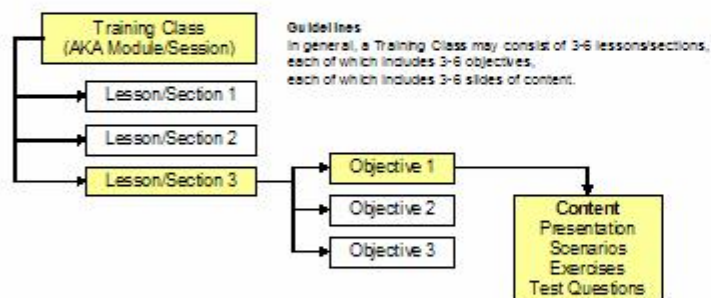 Training Class
(AKA Module/Session)
Guidelines
In general, a Training Class may consist of 3-6 lessons/sections,
each of which includes 3-6 objectives,
each of which includes 3-6 slides of content.
Lesson/Section 1
Lesson/Section 2
Lesson/Section 3
Objective 1
Objective 2
Objective 3
Content
Presentation
Scenarios
Exercises
Test Questions